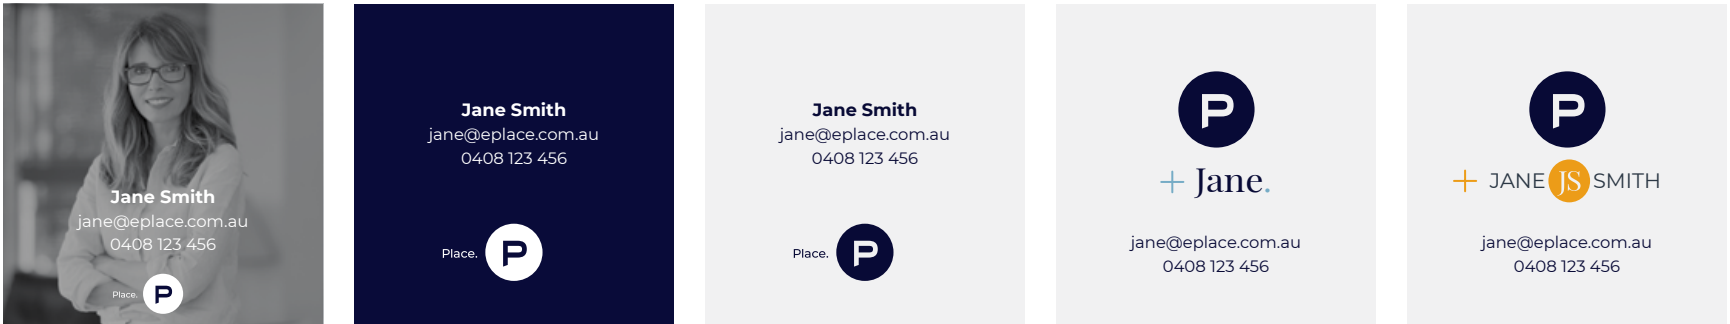 Jane Smith
jane@eplace.com.au
0408 123 456
Place. P
Jane Smith
jane@eplace.com.au
0408 123 456
Place. P
Jane Smith
jane@eplace.com.au
0408 123 456
Place. P
P
+ Jane.
jane@eplace.com.au
0408 123 456
P
+ JANE JS SMITH
jane@eplace.com.au
0408 123 456